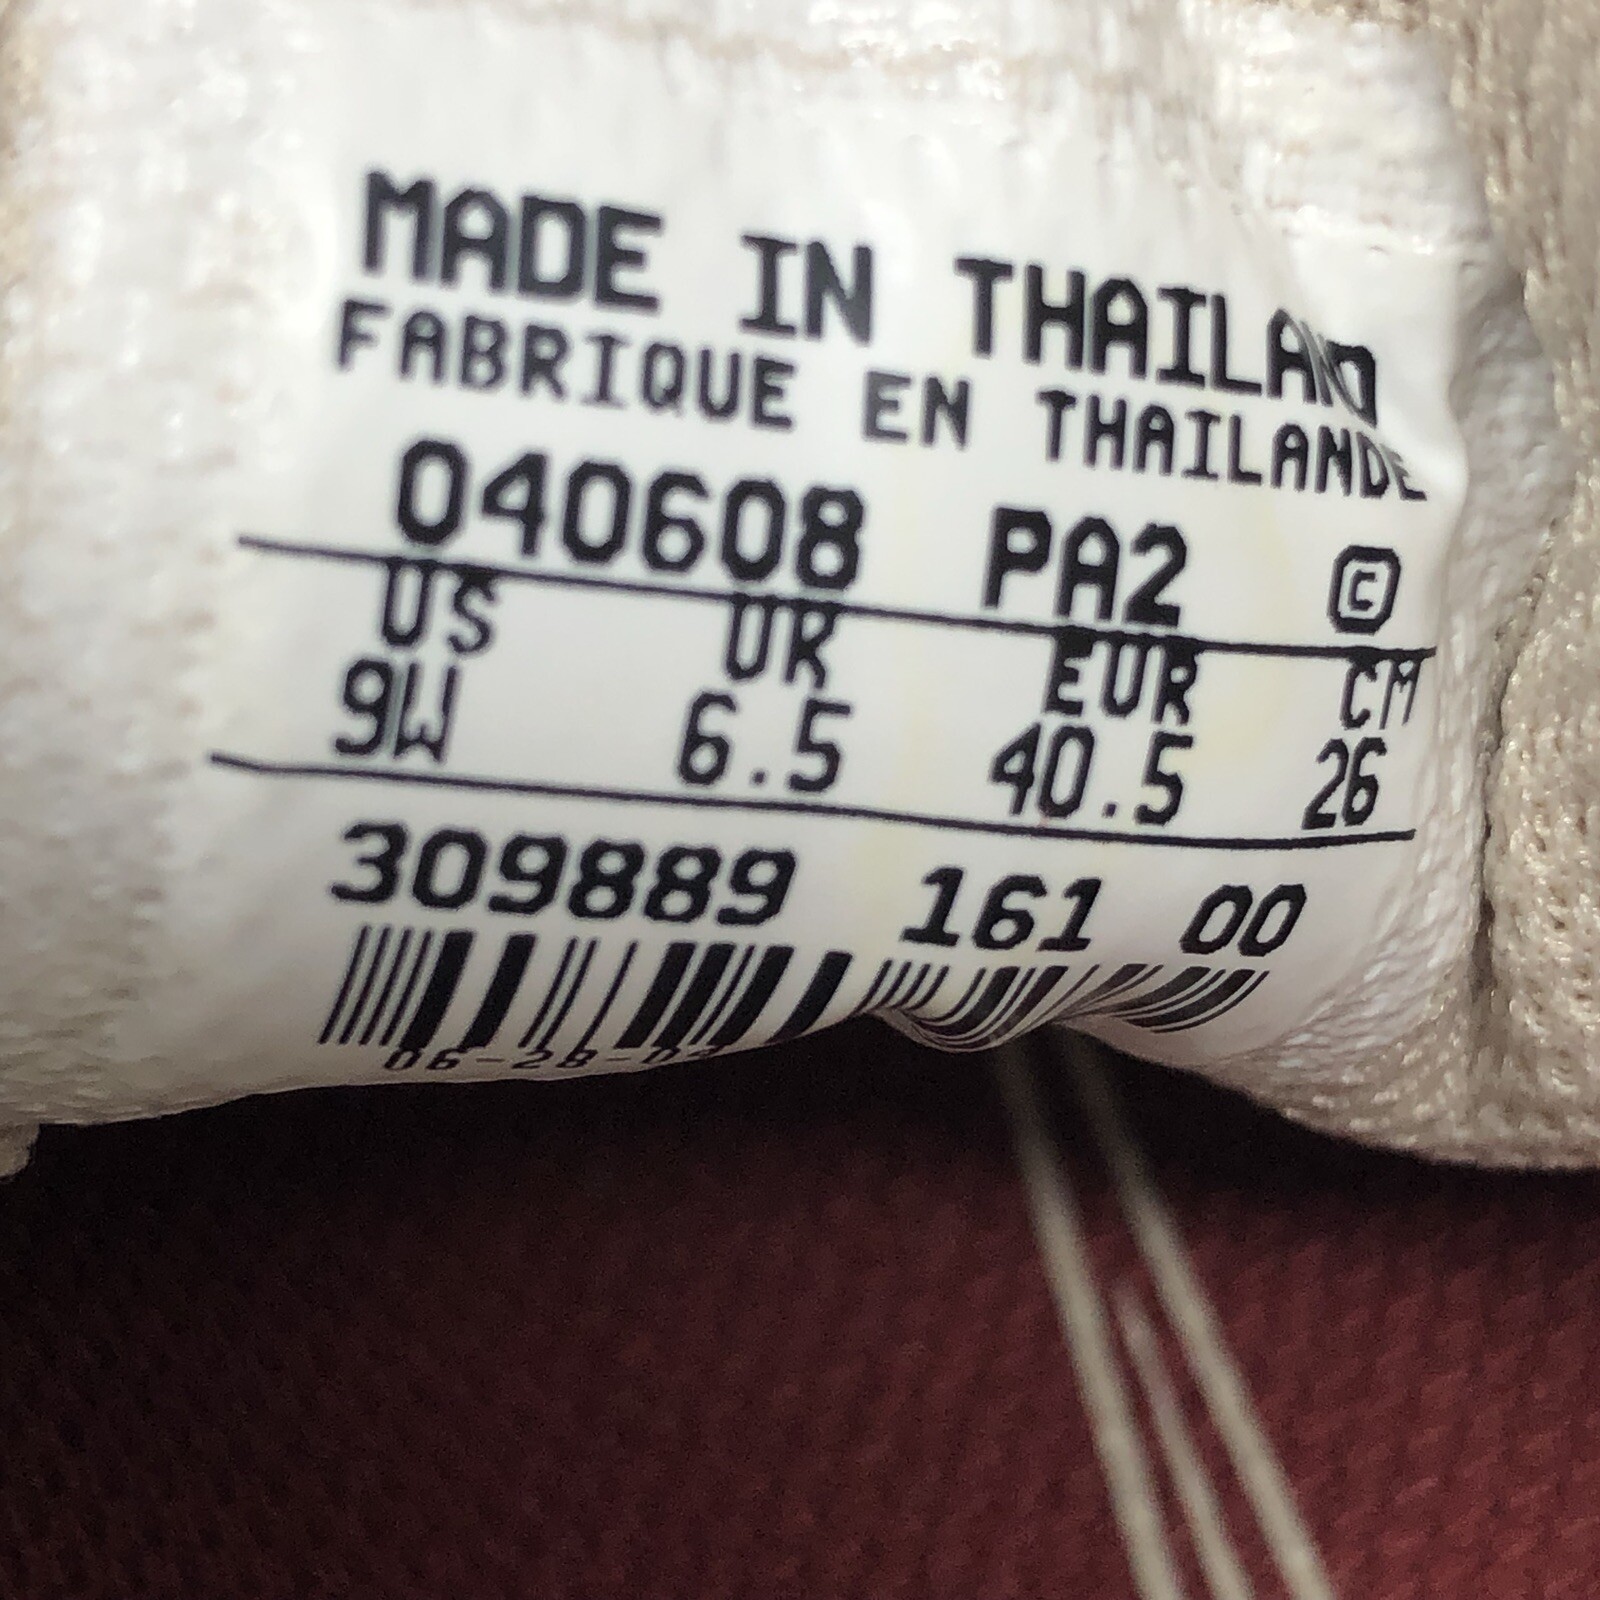 MADE IN THAILAND
FABRIQUE EN THAILANDE
040608 PA2 ©
US UK EUR CM
9W 6.5 40.5 26
309889 161 00